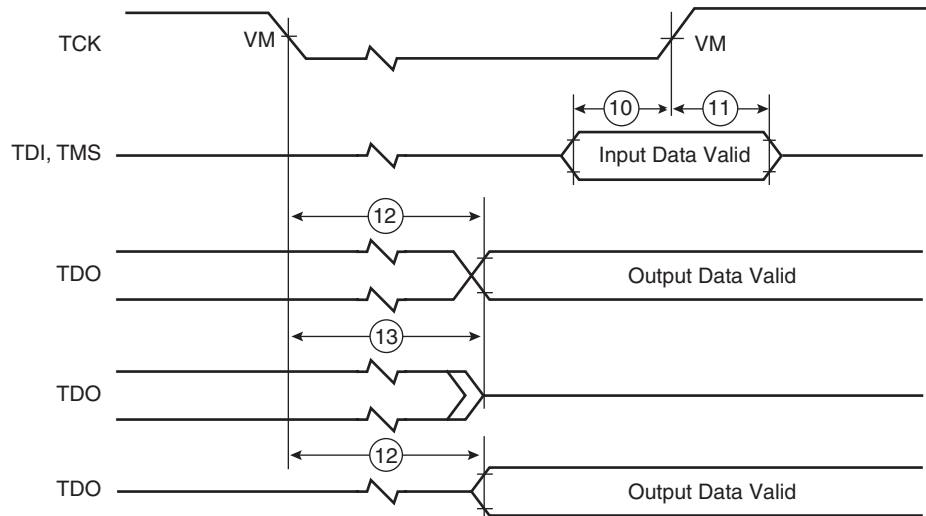 TCK
VM
VM
10
11
TDI, TMS
Input Data Valid
12
TDO
Output Data Valid
13
TDO
12
TDO
Output Data Valid